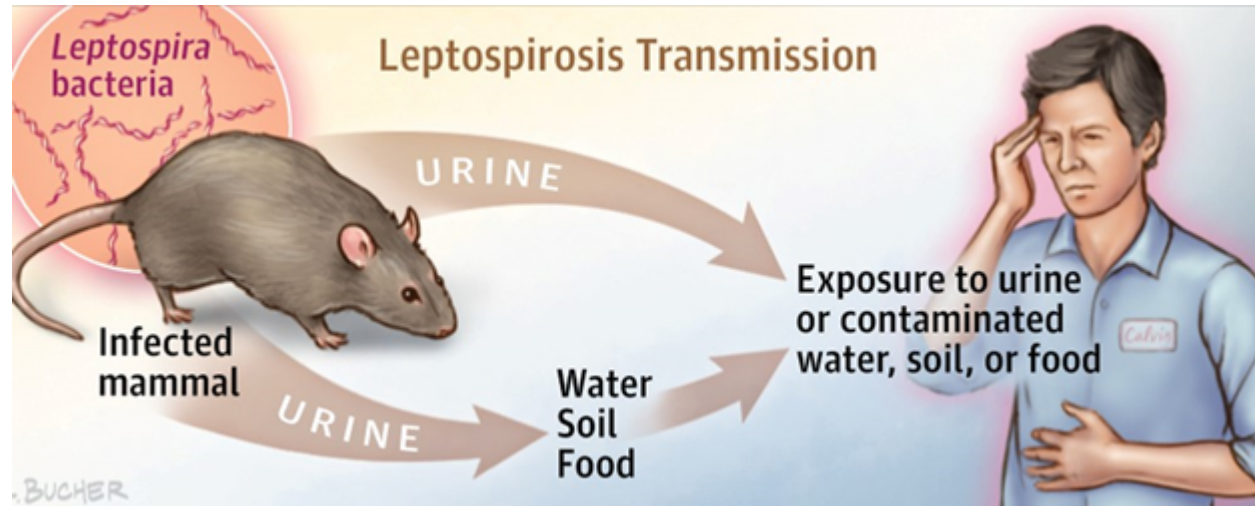 Leptospira
bacteria
Leptospirosis Transmission
URINE
Infected
mammal
URINE
Water
Soil
Food
Exposure to urine
or contaminated
water, soil, or food
Calvin
BUCHER